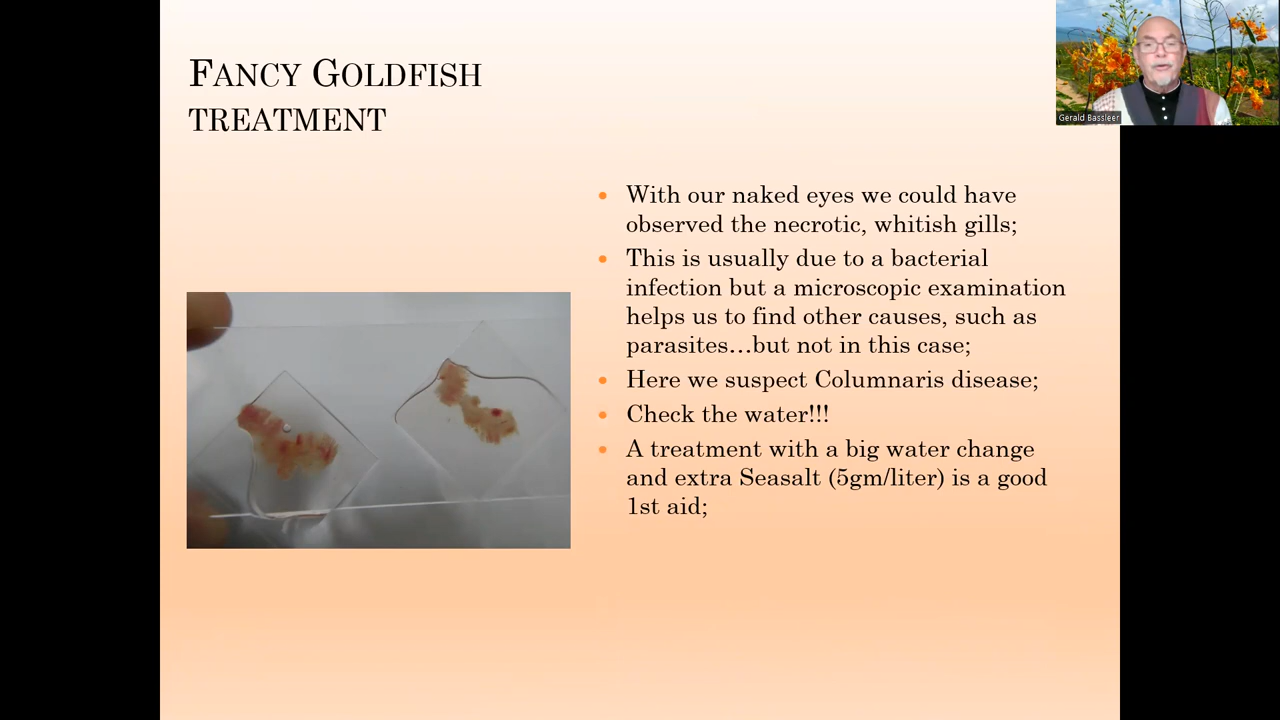 FANCY GOLDFISH
TREATMENT
Gerald Bassleer
• With our naked eyes we could have
observed the necrotic, whitish gills;
• This is usually due to a bacterial
infection but a microscopic examination
helps us to find other causes, such as
parasites…but not in this case;
• Here we suspect Columnaris disease;
• Check the water!!!
• A treatment with a big water change
and extra Seasalt (5gm/liter) is a good
1st aid;